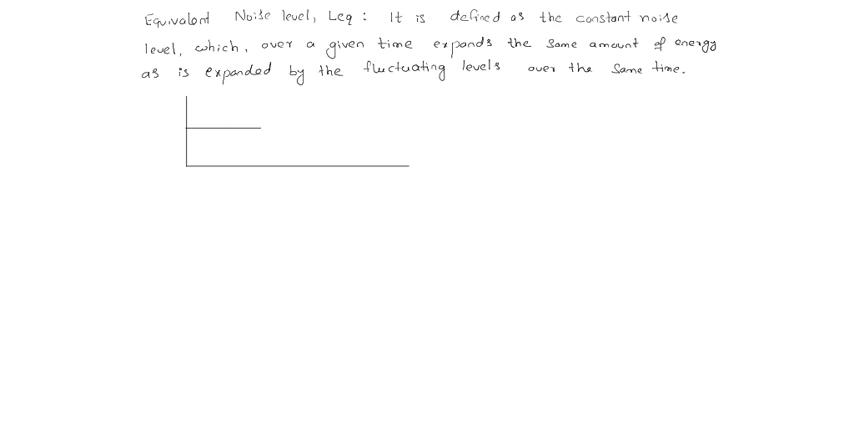 Equivalent Noise level, Leq : It is defined as the constant noise
level, which, over a given time expands the same amount of energy
as is expanded by the fluctuating levels over the same time.